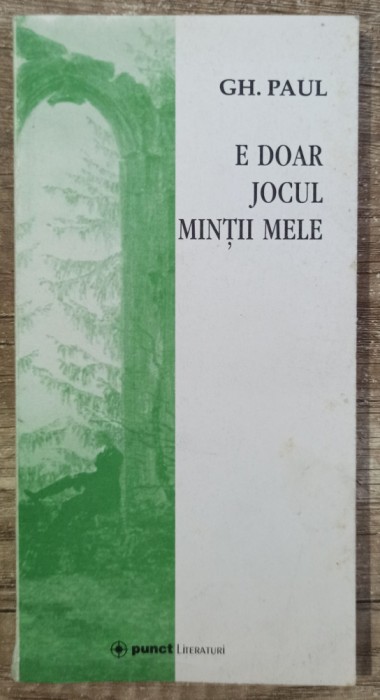 GH. PAUL
E DOAR
JOCUL
MINȚII MELE
punct LITERATURI